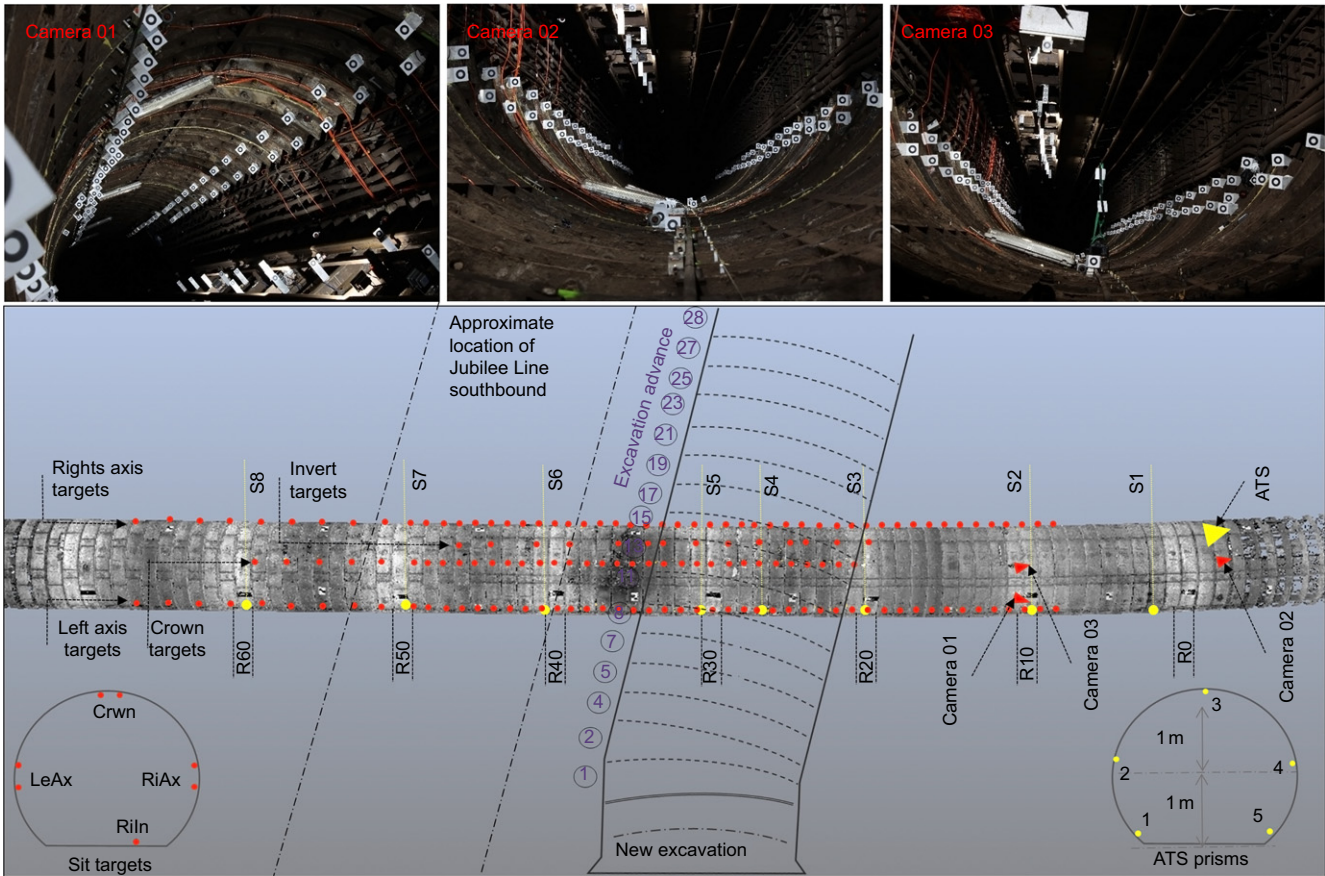 Camera 01
Camera 02
Camera 03
Approximate
location of
Jubilee Line
southbound
Excavation advance
28
27
25
23
21
19
17
15
8
7
5
4
2
1
Rights axis
targets
Invert
targets
S8
S7
S6
S5
S4
S3
S2
S1
ATS
Left axis
targets
Crown
targets
R60
R50
R40
R30
R20
R10
R0
Camera 01
Camera 03
Camera 02
Crwn
LeAx
RiAx
RiIn
Sit targets
New excavation
3
1 m
2
4
1 m
1
5
ATS prisms